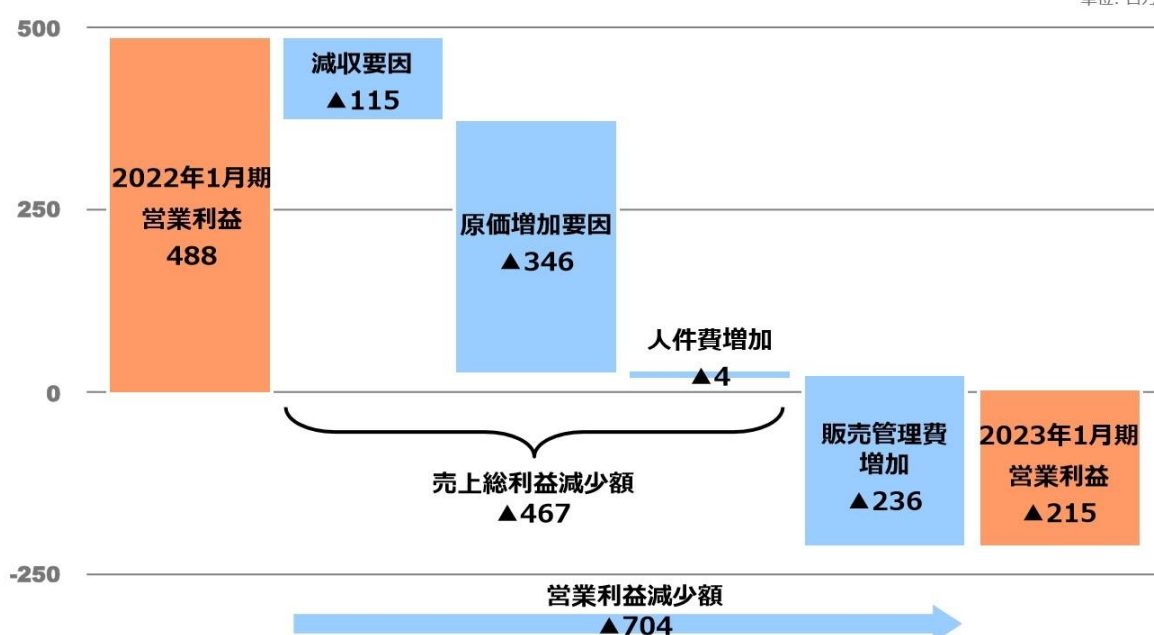 500
減収要因
▲115
2022年1月期
営業利益
488
250
原価増加要因
▲346
人件費増加
▲4
0
販売管理費
増加
▲236
2023年1月期
営業利益
▲215
売上総利益減少額
▲467
-250
営業利益減少額
▲704